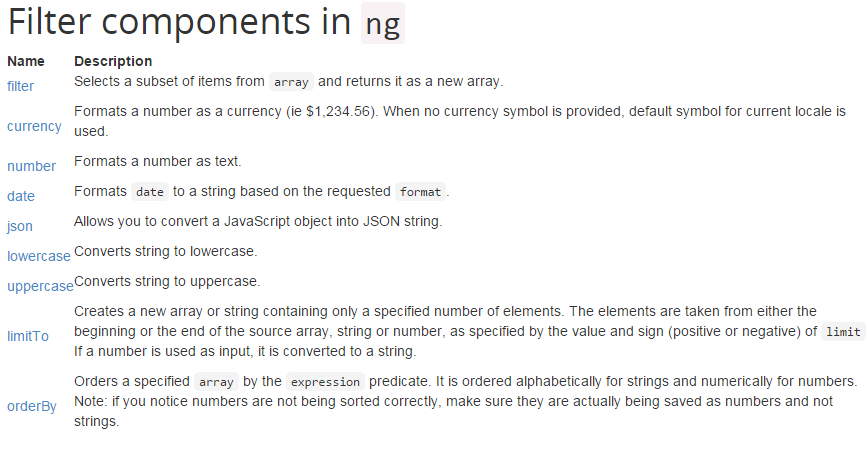 Filter components in ng
Name Description
filter Selects a subset of items from array and returns it as a new array.
currency Formats a number as a currency (ie $1,234.56). When no currency symbol is provided, default symbol for current locale is
used.
number Formats a number as text.
date Formats date to a string based on the requested format.
json Allows you to convert a JavaScript object into JSON string.
lowercase Converts string to lowercase.
uppercase Converts string to uppercase.
limitTo Creates a new array or string containing only a specified number of elements. The elements are taken from either the
beginning or the end of the source array, string or number, as specified by the value and sign (positive or negative) of limit
If a number is used as input, it is converted to a string.
orderBy Orders a specified array by the expression predicate. It is ordered alphabetically for strings and numerically for numbers.
Note: if you notice numbers are not being sorted correctly, make sure they are actually being saved as numbers and not
strings.